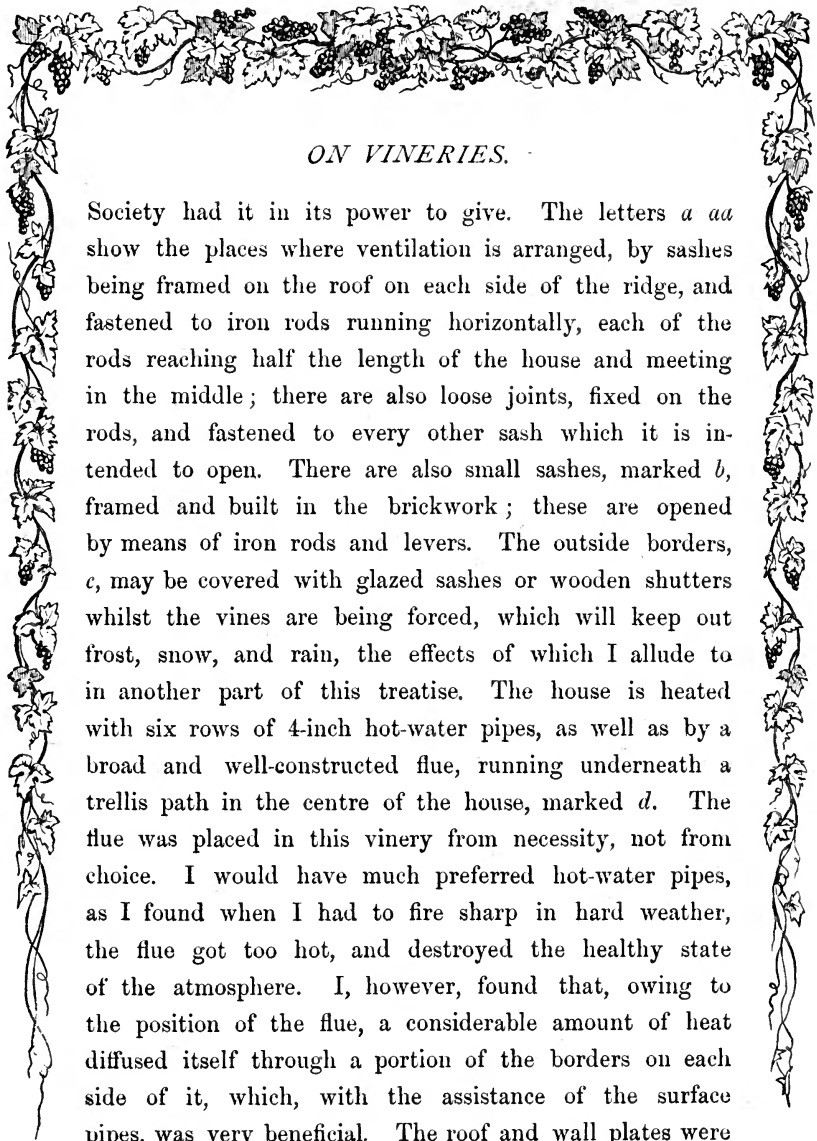 ON VINERIES.
Society had it in its power to give. The letters a aa
show the places where ventilation is arranged, by sashes
being framed on the roof on each side of the ridge, and
fastened to iron rods running horizontally, each of the
rods reaching half the length of the house and meeting
in the middle; there are also loose joints, fixed on the
rods, and fastened to every other sash which it is in-
tended to open. There are also small sashes, marked b,
framed and built in the brickwork; these are opened
by means of iron rods and levers. The outside borders,
c, may be covered with glazed sashes or wooden shutters
whilst the vines are being forced, which will keep out
frost, snow, and rain, the effects of which I allude to
in another part of this treatise. The house is heated
with six rows of 4-inch hot-water pipes, as well as by a
broad and well-constructed flue, running underneath a
trellis path in the centre of the house, marked d. The
flue was placed in this vinery from necessity, not from
choice. I would have much preferred hot-water pipes,
as I found when I had to fire sharp in hard weather,
the flue got too hot, and destroyed the healthy state
of the atmosphere. I, however, found that, owing to
the position of the flue, a considerable amount of heat
diffused itself through a portion of the borders on each
side of it, which, with the assistance of the surface
pipes, was very beneficial. The roof and wall plates were